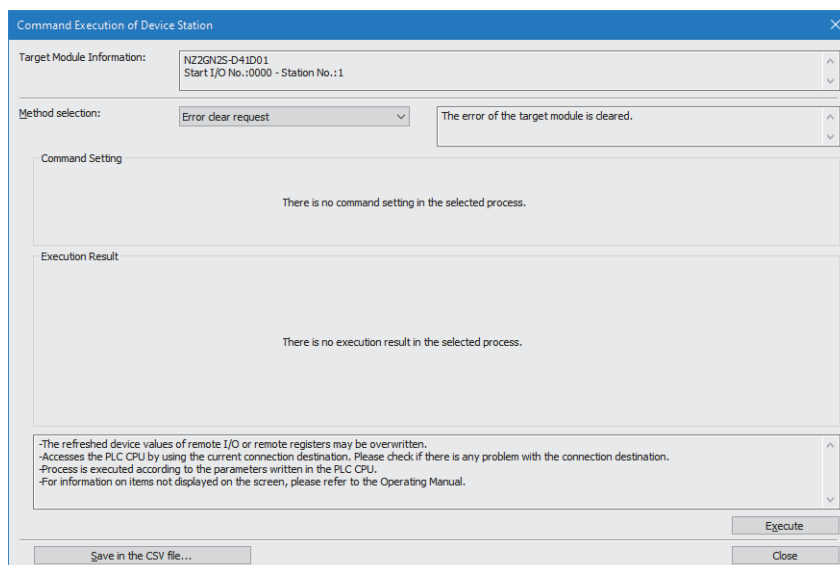 Command Execution of Device Station
Target Module Information:
NZ2GN2S-D41D01
Start I/O No.:0000 - Station No.:1
Method selection:
Error clear request
The error of the target module is cleared.
Command Setting
There is no command setting in the selected process.
Execution Result
There is no execution result in the selected process.
-The refreshed device values of remote I/O or remote registers may be overwritten.
-Accesses the PLC CPU by using the current connection destination. Please check if there is any problem with the connection destination.
-Process is executed according to the parameters written in the PLC CPU.
-For information on items not displayed on the screen, please refer to the Operating Manual.
Execute
Save in the CSV file...
Close